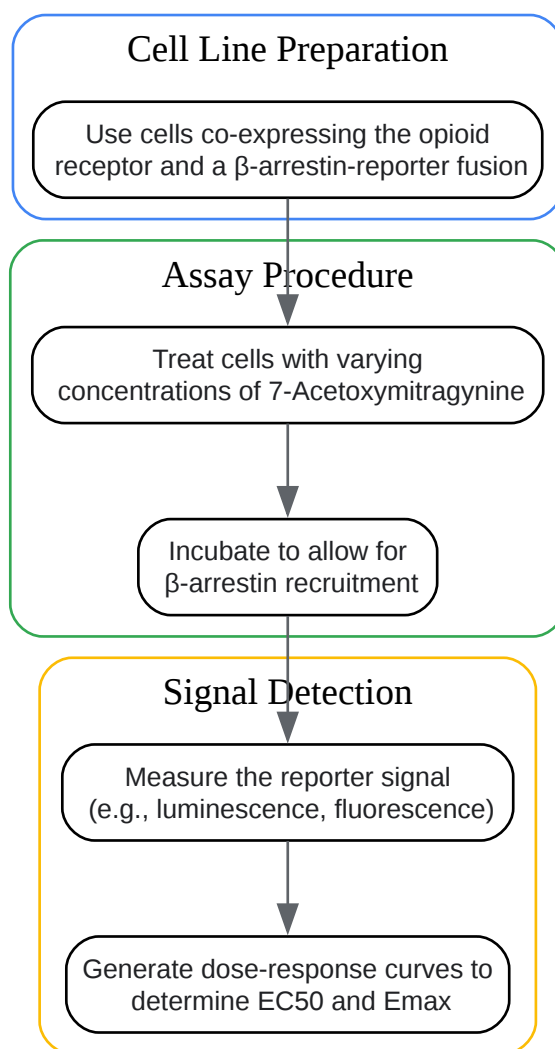 Cell Line Preparation
Use cells co-expressing the opioid
receptor and a β-arrestin-reporter fusion
Assay Procedure
Treat cells with varying
concentrations of 7-Acetoxymitragynine
Incubate to allow for
β-arrestin recruitment
Signal Detection
Measure the reporter signal
(e.g., luminescence, fluorescence)
Generate dose-response curves to
determine EC50 and Emax